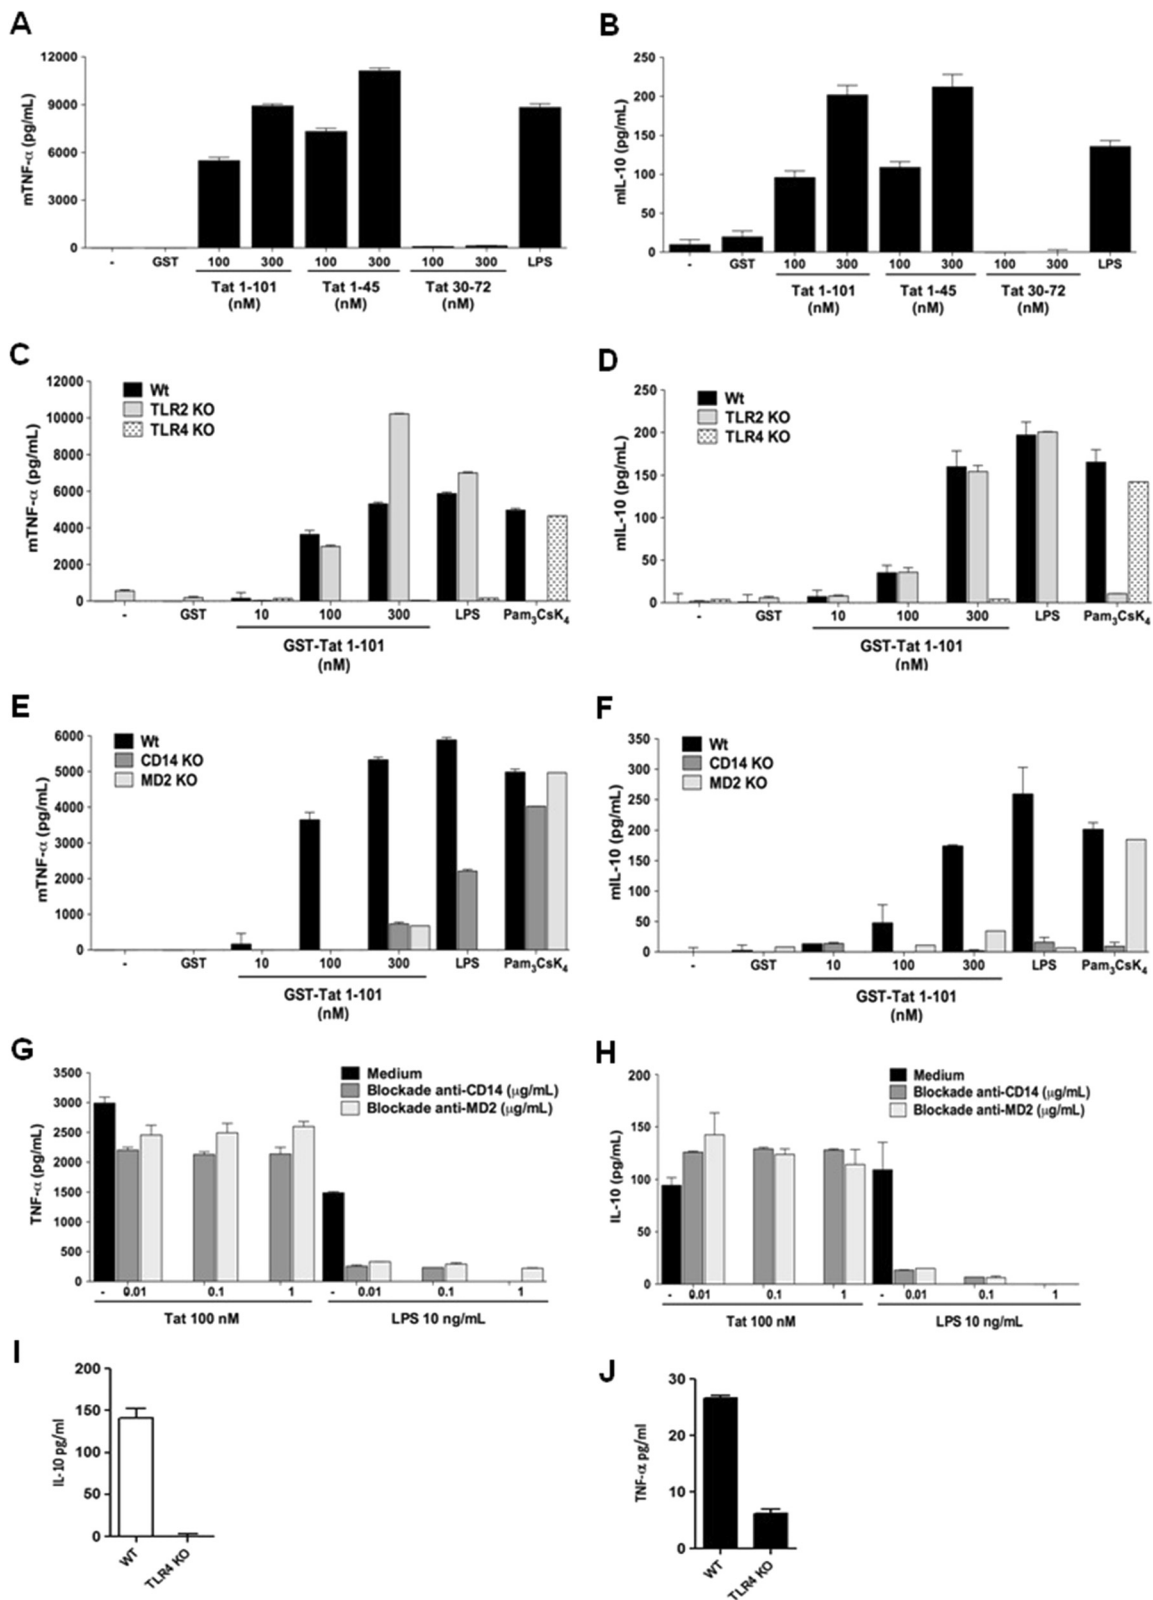 A
mTNF-α (pg/mL)
12000
9000
6000
3000
0
- GST 100 300 100 300 100 300 LPS
Tat 1-101 Tat 1-45 Tat 30-72
(nM) (nM) (nM)
B
mIL-10 (pg/mL)
250
200
150
100
50
0
- GST 100 300 100 300 100 300 LPS
Tat 1-101 Tat 1-45 Tat 30-72
(nM) (nM) (nM)
C
mTNF-α (pg/mL)
12000
10000
8000
6000
4000
2000
0
Wt
TLR2 KO
TLR4 KO
- GST 10 100 300 LPS Pam3CsK4
GST-Tat 1-101
(nM)
D
mIL-10 (pg/mL)
250
200
150
100
50
0
Wt
TLR2 KO
TLR4 KO
- GST 10 100 300 LPS Pam3CsK4
GST-Tat 1-101
(nM)
E
mTNF-α (pg/mL)
6000
5000
4000
3000
2000
1000
0
Wt
CD14 KO
MD2 KO
- GST 10 100 300 LPS Pam3CsK4
GST-Tat 1-101
(nM)
F
mIL-10 (pg/mL)
350
300
250
200
150
100
50
0
Wt
CD14 KO
MD2 KO
- GST 10 100 300 LPS Pam3CsK4
GST-Tat 1-101
(nM)
G
TNF-α (pg/mL)
3500
3000
2500
2000
1500
1000
500
0
Medium
Blockade anti-CD14 (µg/mL)
Blockade anti-MD2 (µg/mL)
- 0.01 0.1 1 - 0.01 0.1 1
Tat 100 nM LPS 10 ng/mL
H
IL-10 (pg/mL)
200
150
100
50
0
Medium
Blockade anti-CD14 (µg/mL)
Blockade anti-MD2 (µg/mL)
- 0.01 0.1 1 - 0.01 0.1 1
Tat 100 nM LPS 10 ng/mL
I
IL-10 pg/ml
200
150
100
50
0
WT TLR4 KO
J
TNF-α pg/ml
30
20
10
0
WT TLR4 KO